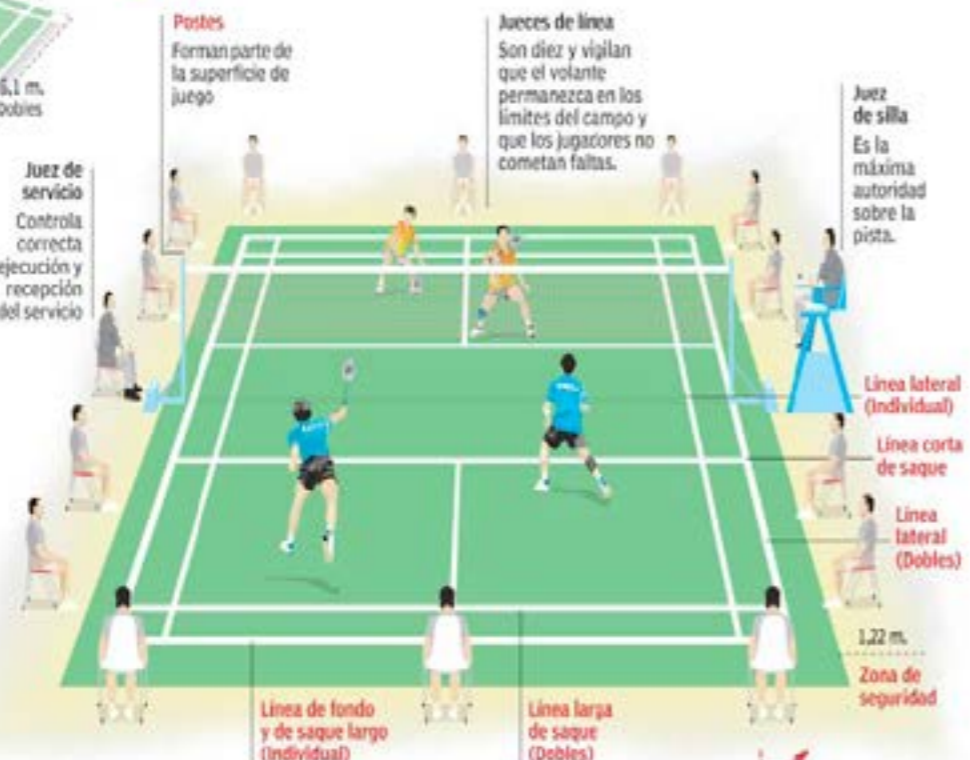 6,1 m.
Dobles
Postes
Forman parte de
la superficie de
juego
Jueces de línea
Son diez y vigilan
que el volante
permanezca en los
límites del campo y
que los jugadores no
cometan faltas.
Juez
de silla
Es la
máxima
autoridad
sobre la
pista.
Juez de
servicio
Controla
correcta
ejecución y
recepción
del servicio
Línea lateral
(Individual)
Línea corta
de saque
Línea
lateral
(Dobles)
1,22 m.
Zona de
seguridad
Línea de fondo
y de saque largo
(Individual)
Línea larga
de saque
(Dobles)